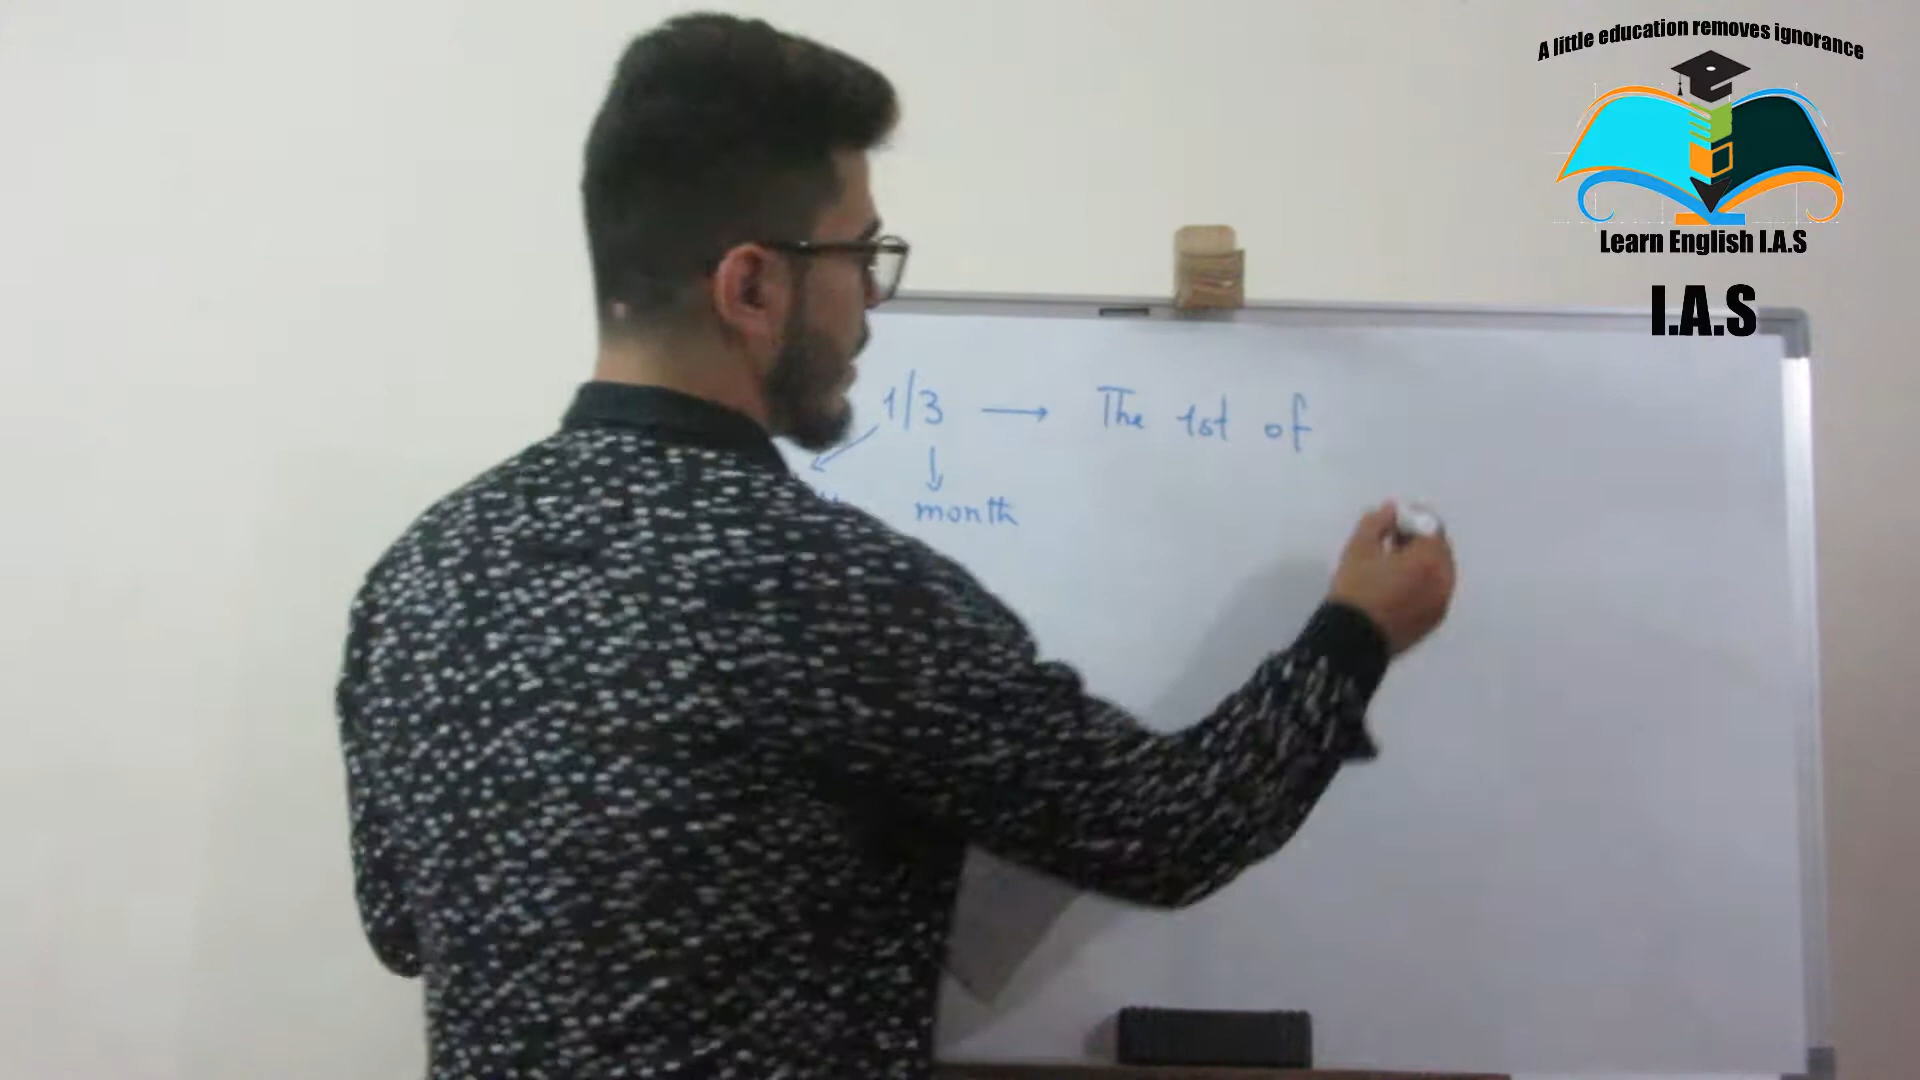 A little education removes ignorance
Learn English I.A.S
I.A.S
1/3 → The 1st of
month